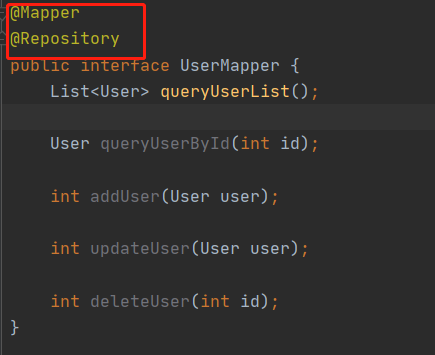 @Mapper
@Repository
public interface UserMapper {
List<User> queryUserList();
User queryUserById(int id);
int addUser(User user);
int updateUser(User user);
int deleteUser(int id);
}